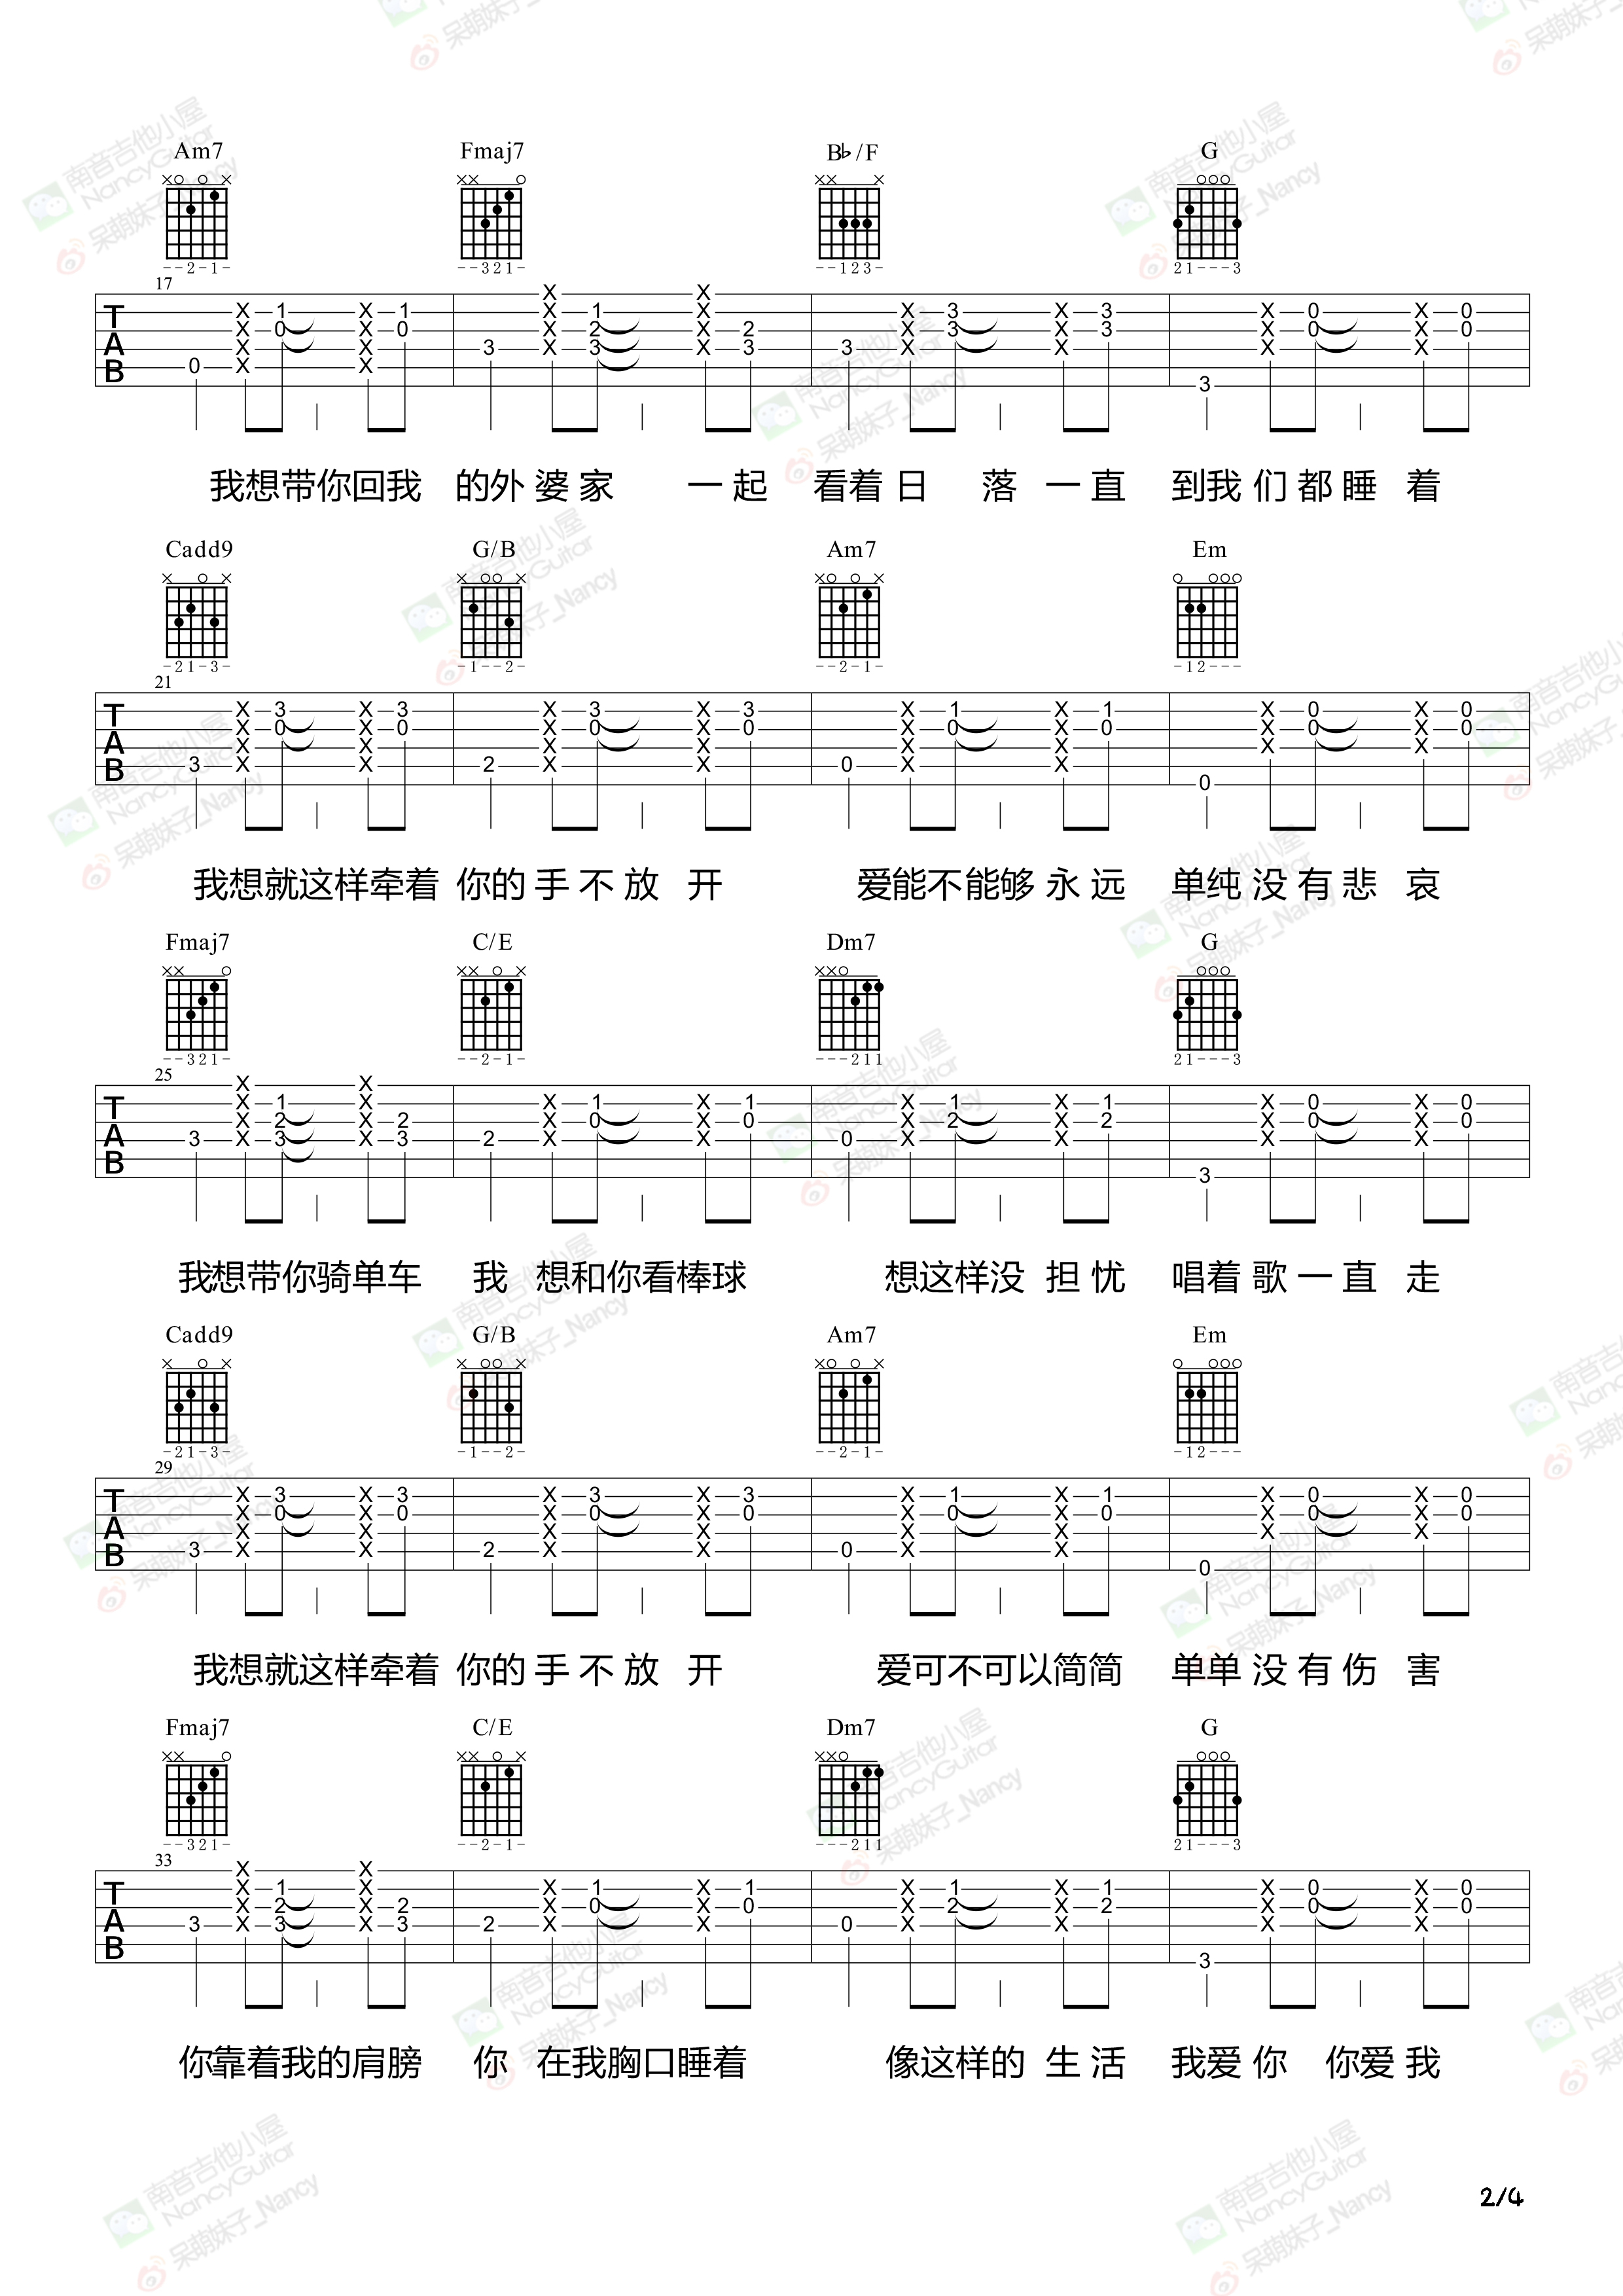 Am7 Fmaj7 B♭/F G
17
我想带你回我 的外婆家 一起 看着日 落一直 到我们都睡着
Cadd9 G/B Am7 Em
21
我想就这样牵着 你的手不放开 爱能不能够永远 单纯没有悲哀
Fmaj7 C/E Dm7 G
25
我想带你骑单车 我 想和你看棒球 想这样没担忧 唱着歌一直走
Cadd9 G/B Am7 Em
29
我想就这样牵着 你的手不放开 爱可不可以简简 单单没有伤害
Fmaj7 C/E Dm7 G
33
你靠着我的肩膀 你 在我胸口睡着 像这样的生活 我爱你 你爱我
2/4
南音吉他小屋
NancyGuitar
呆萌妹子_Nancy